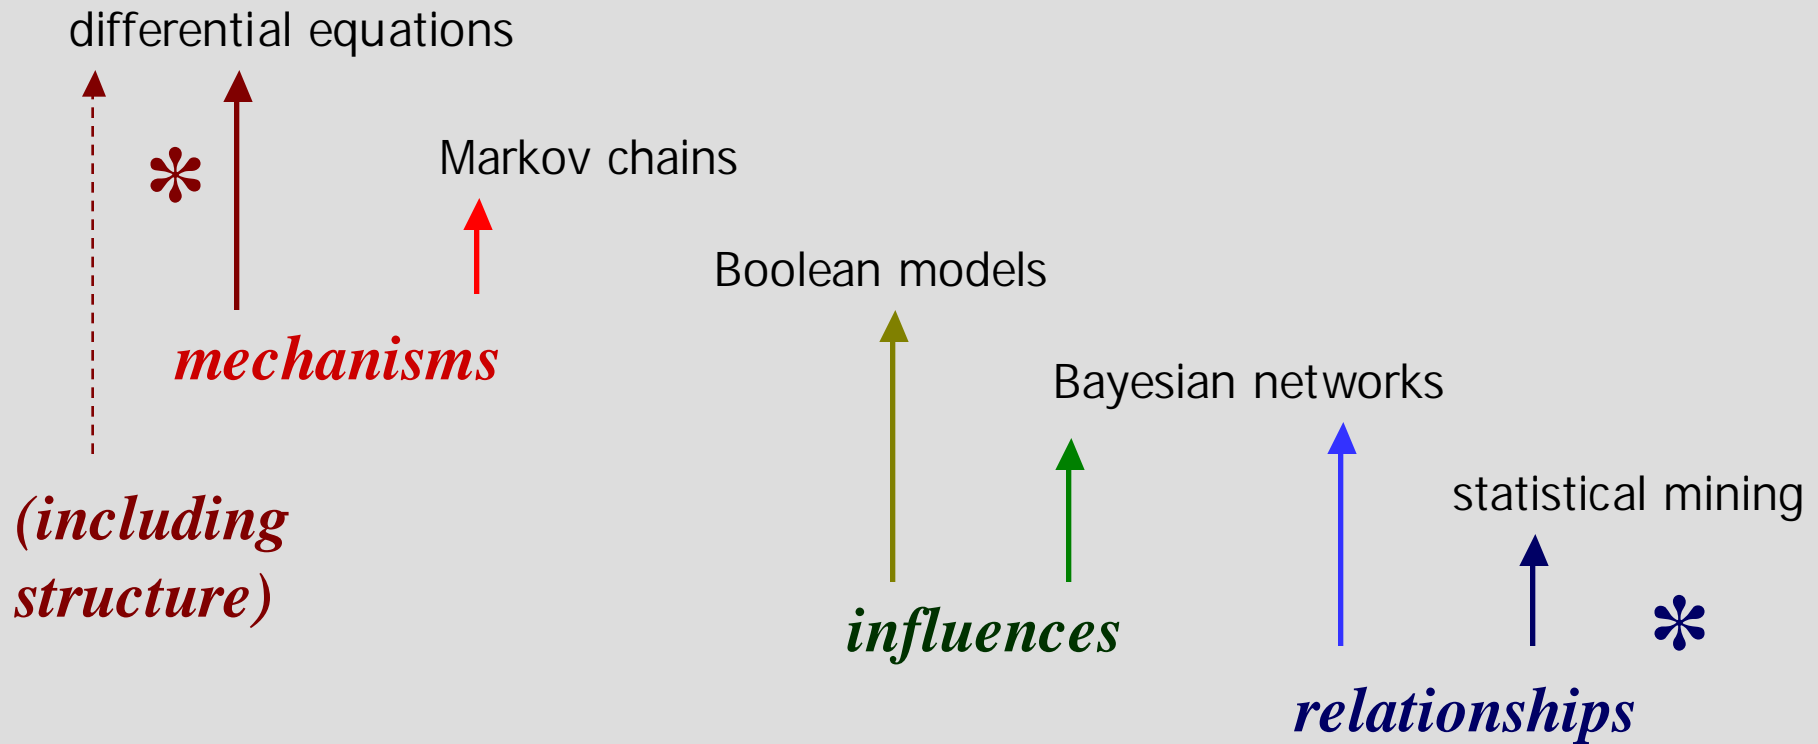 differential equations
*
Markov chains
Boolean models
mechanisms
Bayesian networks
(including
structure)
statistical mining
influences
*
relationships